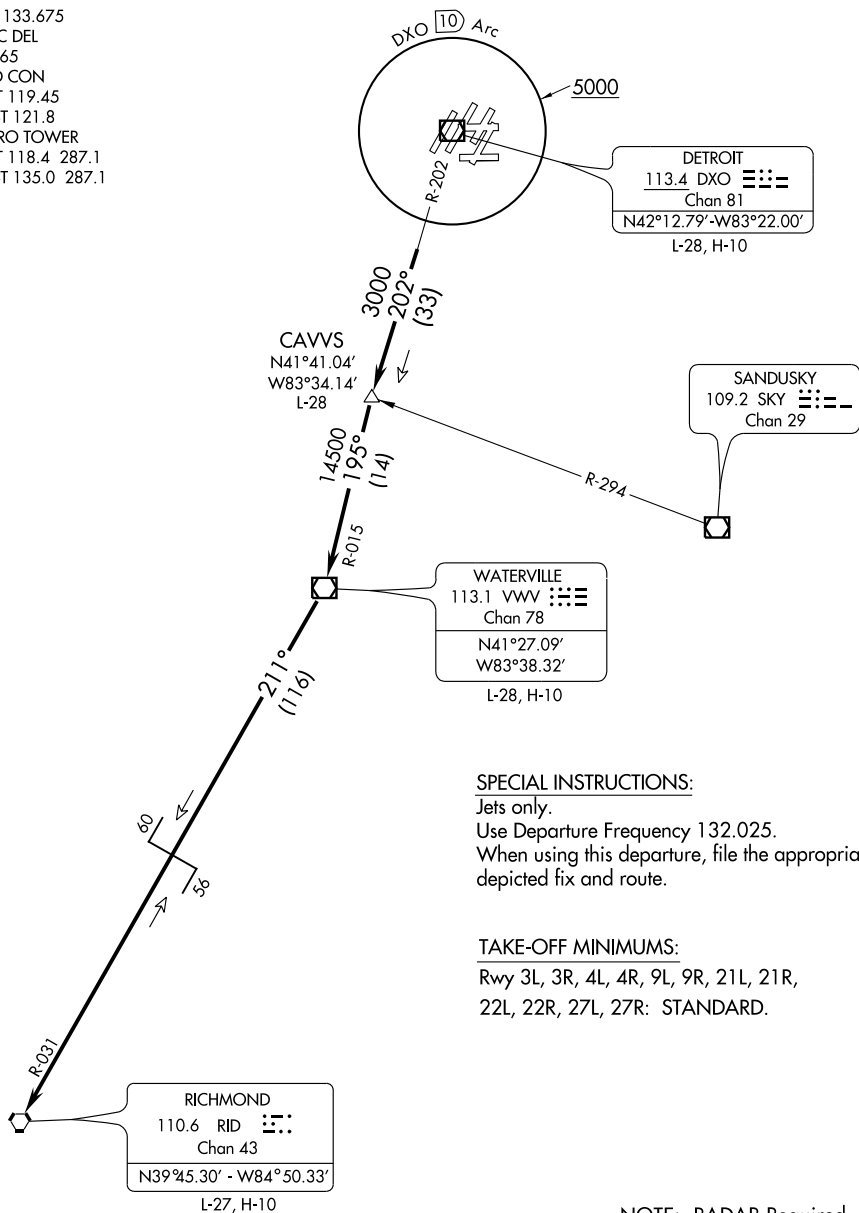 133.675
C DEL
65
D CON
T 119.45
ST 121.8
RO TOWER
T 118.4 287.1
T 135.0 287.1
DXO 10 Arc
5000
R-202
DETROIT
113.4 DXO
Chan 81
N42°12.79'-W83°22.00'
L-28, H-10
3000
202°
(33)
CAVVS
N41°41.04'
W83°34.14'
L-28
SANDUSKY
109.2 SKY
Chan 29
R-294
14500
195°
(14)
R-015
WATERVILLE
113.1 VWV
Chan 78
N41°27.09'
W83°38.32'
L-28, H-10
211°
(116)
60
56
SPECIAL INSTRUCTIONS:
Jets only.
Use Departure Frequency 132.025.
When using this departure, file the appropria
depicted fix and route.
TAKE-OFF MINIMUMS:
Rwy 3L, 3R, 4L, 4R, 9L, 9R, 21L, 21R,
22L, 22R, 27L, 27R: STANDARD.
R-031
RICHMOND
110.6 RID
Chan 43
N39°45.30' - W84°50.33'
L-27, H-10
NOTE: RADAR Required